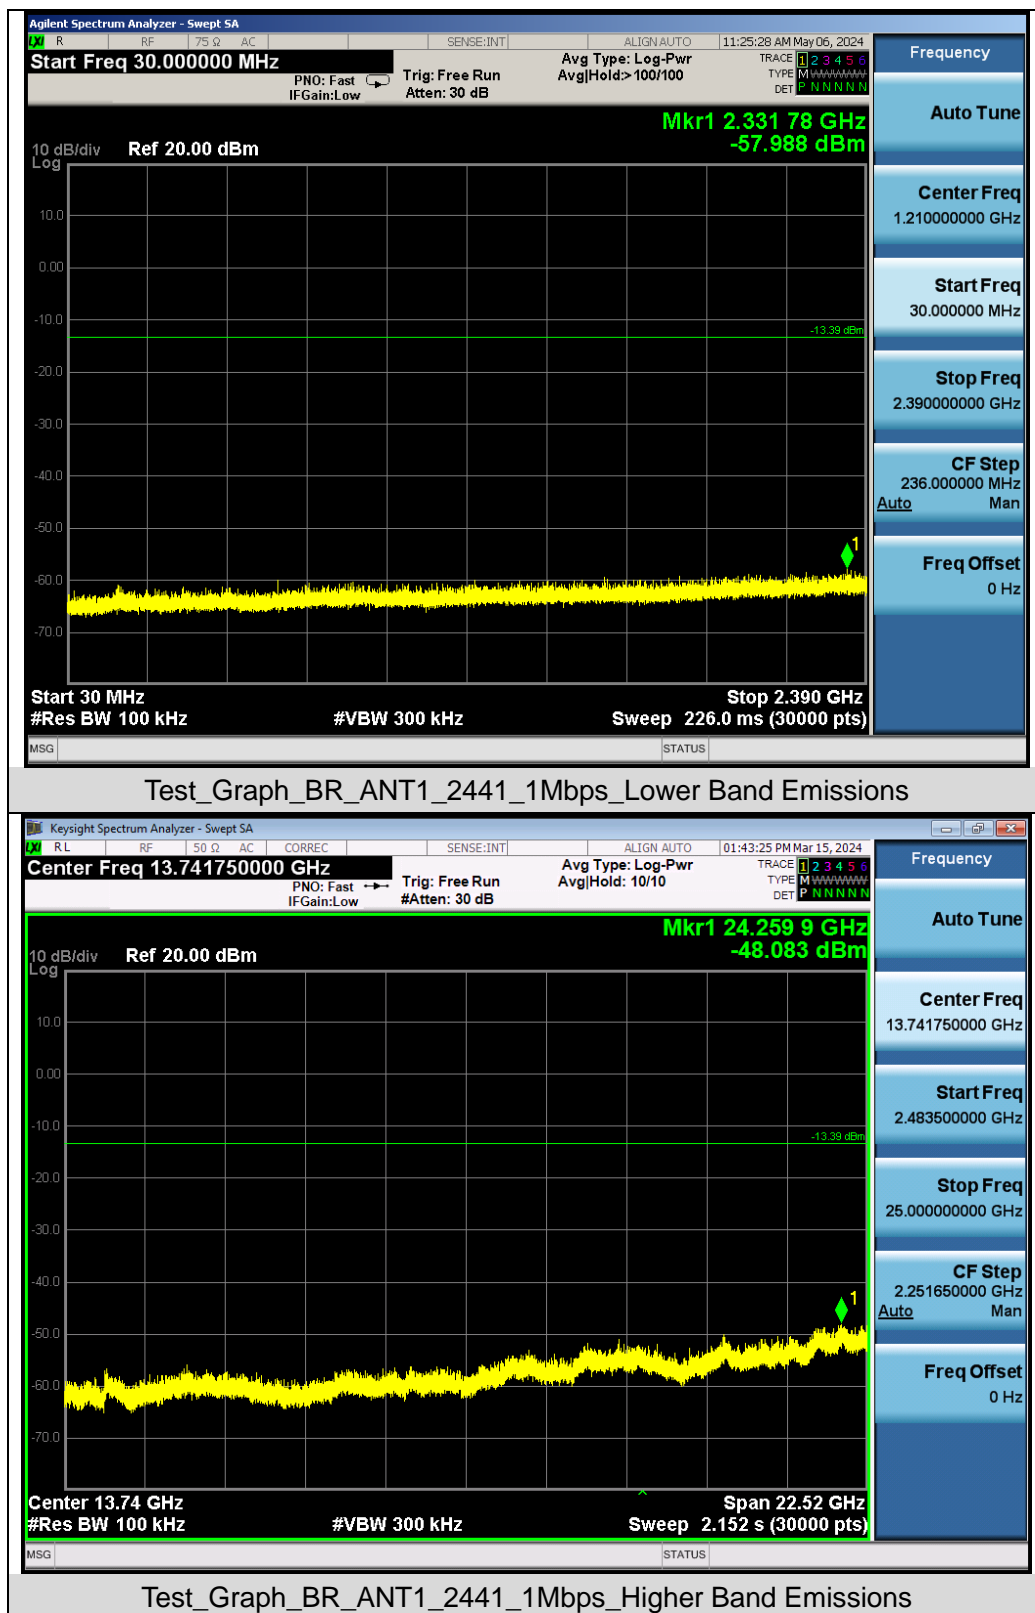 Agilent Spectrum Analyzer - Swept SA
LXI R RF 75 Ω AC SENSE:INT ALIGN AUTO 11:25:28 AM May 06, 2024
Start Freq 30.000000 MHz
PNO: Fast
IFGain:Low
Trig: Free Run
Atten: 30 dB
Avg Type: Log-Pwr
Avg|Hold:>100/100
TRACE 1 2 3 4 5 6
TYPE M WWWWW
DET P N N N N N
Frequency
Auto Tune
Mkr1 2.331 78 GHz
-57.988 dBm
10 dB/div Ref 20.00 dBm
Log
10.0
0.00
-10.0
-13.39 dBm
-20.0
-30.0
-40.0
-50.0
1
-60.0
-70.0
Center Freq
1.210000000 GHz
Start Freq
30.000000 MHz
Stop Freq
2.390000000 GHz
CF Step
236.000000 MHz
Auto Man
Freq Offset
0 Hz
Start 30 MHz Stop 2.390 GHz
#Res BW 100 kHz #VBW 300 kHz Sweep 226.0 ms (30000 pts)
MSG STATUS
Test_Graph_BR_ANT1_2441_1Mbps_Lower Band Emissions
Keysight Spectrum Analyzer - Swept SA
LXI RL RF 50 Ω AC CORREC SENSE:INT ALIGN AUTO 01:43:25 PM Mar 15, 2024
Center Freq 13.741750000 GHz
PNO: Fast
IFGain:Low
Trig: Free Run
#Atten: 30 dB
Avg Type: Log-Pwr
Avg|Hold: 10/10
TRACE 1 2 3 4 5 6
TYPE M WWWWW
DET P N N N N N
Frequency
Auto Tune
Mkr1 24.259 9 GHz
-48.083 dBm
10 dB/div Ref 20.00 dBm
Log
10.0
0.00
-10.0
-13.39 dBm
-20.0
-30.0
-40.0
1
-50.0
-60.0
-70.0
Center Freq
13.741750000 GHz
Start Freq
2.483500000 GHz
Stop Freq
25.000000000 GHz
CF Step
2.251650000 GHz
Auto Man
Freq Offset
0 Hz
Center 13.74 GHz Span 22.52 GHz
#Res BW 100 kHz #VBW 300 kHz Sweep 2.152 s (30000 pts)
MSG STATUS
Test_Graph_BR_ANT1_2441_1Mbps_Higher Band Emissions